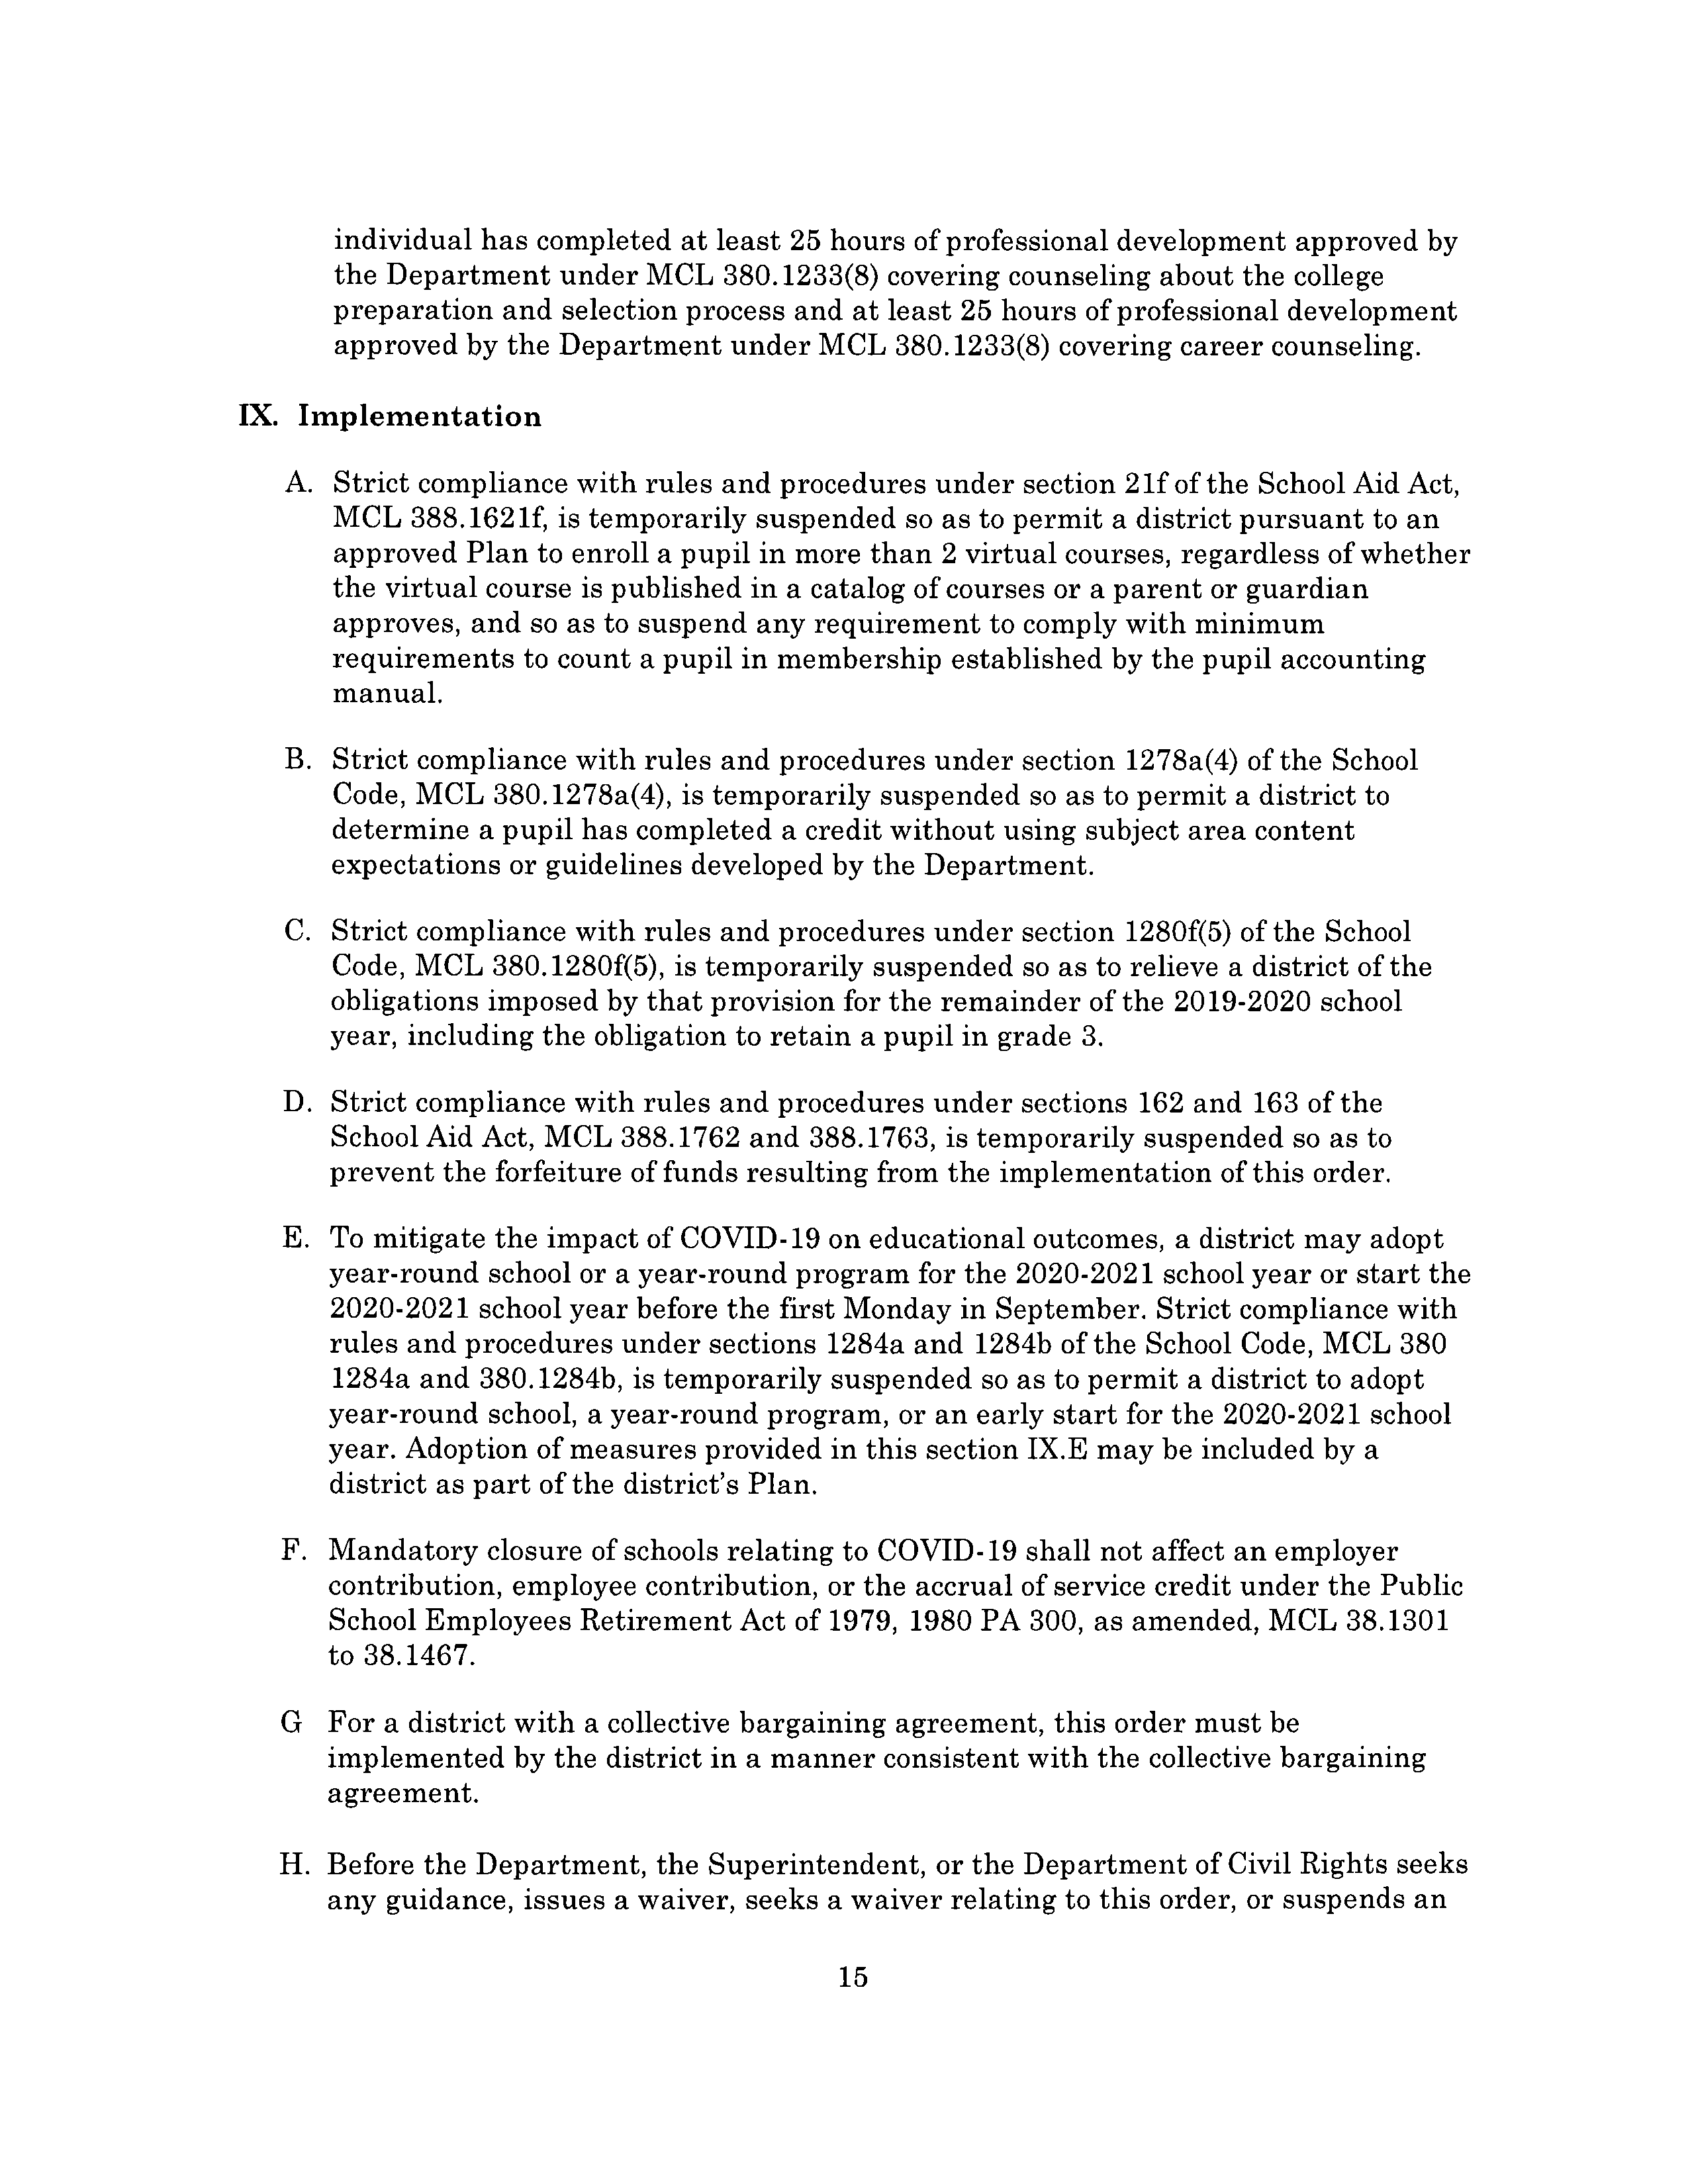 individual has completed at least 25 hours of professional development approved by
the Department under MCL 380.1233(8) covering counseling about the college
preparation and selection process and at least 25 hours of professional development
approved by the Department under MCL 380.1233(8) covering career counseling.
IX. Implementation
A. Strict compliance with rules and procedures under section 21f of the School Aid Act,
MCL 388.1621f, is temporarily suspended so as to permit a district pursuant to an
approved Plan to enroll a pupil in more than 2 virtual courses, regardless of whether
the virtual course is published in a catalog of courses or a parent or guardian
approves, and so as to suspend any requirement to comply with minimum
requirements to count a pupil in membership established by the pupil accounting
manual.
B. Strict compliance with rules and procedures under section 1278a(4) of the School
Code, MCL 380.1278a(4), is temporarily suspended so as to permit a district to
determine a pupil has completed a credit without using subject area content
expectations or guidelines developed by the Department.
C. Strict compliance with rules and procedures under section 1280f(5) of the School
Code, MCL 380.1280f(5), is temporarily suspended so as to relieve a district of the
obligations imposed by that provision for the remainder of the 2019-2020 school
year, including the obligation to retain a pupil in grade 3.
D. Strict compliance with rules and procedures under sections 162 and 163 of the
School Aid Act, MCL 388.1762 and 388.1763, is temporarily suspended so as to
prevent the forfeiture of funds resulting from the implementation of this order.
E. To mitigate the impact of COVID-19 on educational outcomes, a district may adopt
year-round school or a year-round program for the 2020-2021 school year or start the
2020-2021 school year before the first Monday in September. Strict compliance with
rules and procedures under sections 1284a and 1284b of the School Code, MCL 380
1284a and 380.1284b, is temporarily suspended so as to permit a district to adopt
year-round school, a year-round program, or an early start for the 2020-2021 school
year. Adoption of measures provided in this section IX.E may be included by a
district as part of the district's Plan.
F. Mandatory closure of schools relating to COVID-19 shall not affect an employer
contribution, employee contribution, or the accrual of service credit under the Public
School Employees Retirement Act of 1979, 1980 PA 300, as amended, MCL 38.1301
to 38.1467.
G For a district with a collective bargaining agreement, this order must be
implemented by the district in a manner consistent with the collective bargaining
agreement.
H. Before the Department, the Superintendent, or the Department of Civil Rights seeks
any guidance, issues a waiver, seeks a waiver relating to this order, or suspends an
15